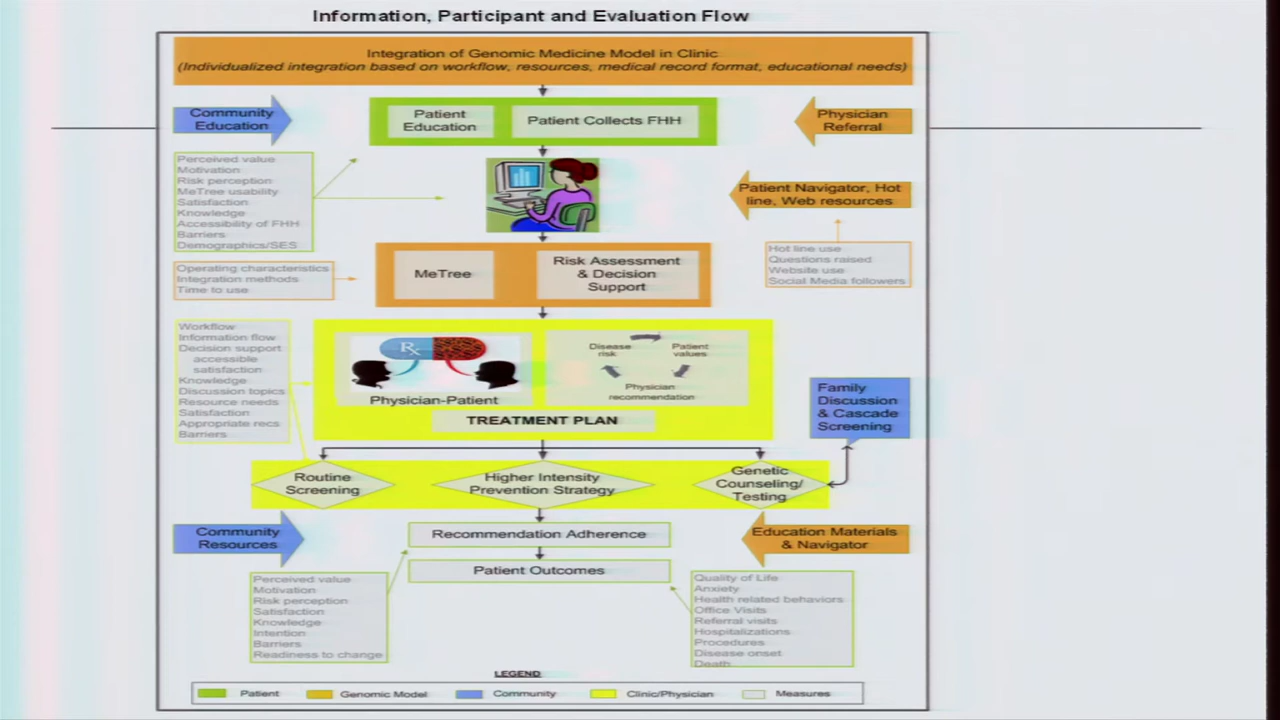 Information, Participant and Evaluation Flow
Integration of Genomic Medicine Model in Clinic
(Individualized integration based on workflow, resources, medical record format, educational needs)
Community
Education
Patient
Education
Patient Collects FHH
Physician
Referral
Perceived value
Motivation
Risk perception
MeTree usability
Satisfaction
Knowledge
Accessibility of FHH
Barriers
Demographics/SES
Patient Navigator, Hot
line, Web resources
Hot line use
Questions raised
Website use
Social Media followers
Operating characteristics
Integration methods
Time to use
MeTree
Risk Assessment
& Decision
Support
Workflow
Information flow
Decision support
accessible
satisfaction
Knowledge
Discussion topics
Resource needs
Satisfaction
Appropriate recs
Barriers
Rx
Physician-Patient
Disease
risk
Patient
values
Physician
recommendation
TREATMENT PLAN
Family
Discussion
& Cascade
Screening
Routine
Screening
Higher Intensity
Prevention Strategy
Genetic
Counseling/
Testing
Community
Resources
Recommendation Adherence
Education Materials
& Navigator
Patient Outcomes
Perceived value
Motivation
Risk perception
Satisfaction
Knowledge
Intention
Barriers
Readiness to change
Quality of Life
Anxiety
Health related behaviors
Office Visits
Referral visits
Hospitalizations
Procedures
Disease onset
Death
LEGEND
Patient
Genomic Model
Community
Clinic/Physician
Measures